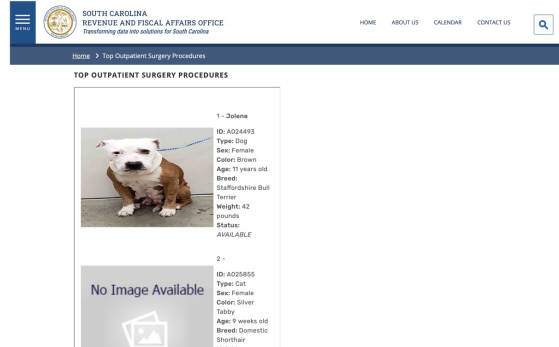 SOUTH CAROLINA
REVENUE AND FISCAL AFFAIRS OFFICE
Transforming data into solutions for South Carolina
HOME ABOUT US CALENDAR CONTACT US
MENU
Home > Top Outpatient Surgery Procedures
TOP OUTPATIENT SURGERY PROCEDURES
1 - Jolene
ID: A024493
Type: Dog
Sex: Female
Color: Brown
Age: 11 years old
Breed:
Staffordshire Bull
Terrier
Weight: 42
pounds
Status:
AVAILABLE
2 -
No Image Available
ID: A025855
Type: Cat
Sex: Female
Color: Silver
Tabby
Age: 9 weeks old
Breed: Domestic
Shorthair